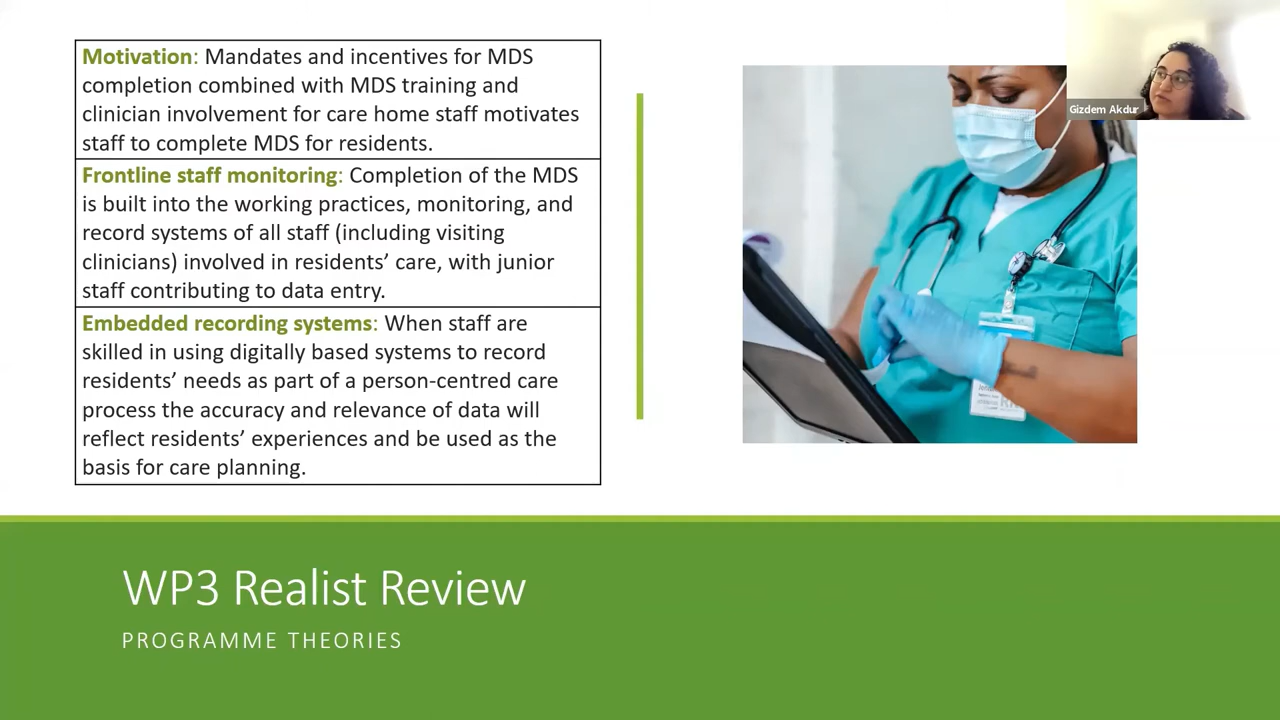 Motivation: Mandates and incentives for MDS
completion combined with MDS training and
clinician involvement for care home staff motivates
staff to complete MDS for residents.
Frontline staff monitoring: Completion of the MDS
is built into the working practices, monitoring, and
record systems of all staff (including visiting
clinicians) involved in residents’ care, with junior
staff contributing to data entry.
Embedded recording systems: When staff are
skilled in using digitally based systems to record
residents’ needs as part of a person-centred care
process the accuracy and relevance of data will
reflect residents’ experiences and be used as the
basis for care planning.
Gizdem Akdur
WP3 Realist Review
PROGRAMME THEORIES